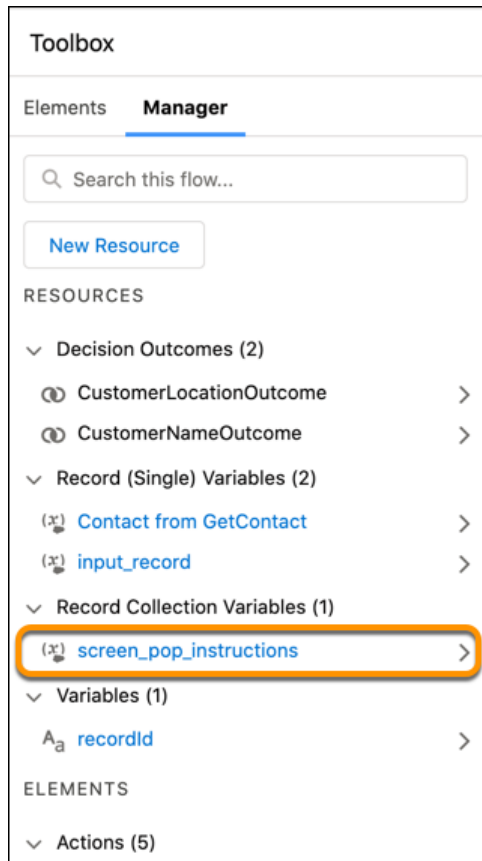 Toolbox
Elements Manager
Search this flow...
New Resource
RESOURCES
Decision Outcomes (2)
CustomerLocationOutcome
CustomerNameOutcome
Record (Single) Variables (2)
Contact from GetContact
input_record
Record Collection Variables (1)
screen_pop_instructions
Variables (1)
recordId
ELEMENTS
Actions (5)